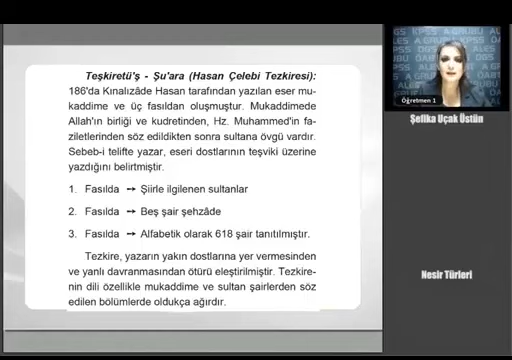 Teşkiretü'ş - Şu'ara (Hasan Çelebi Tezkiresi):
186'da Kınalızâde Hasan tarafından yazılan eser mu-
kaddime ve üç fasıldan oluşmuştur. Mukaddimede
Allah'ın birliği ve kudretinden, Hz. Muhammed'in fa-
ziletlerinden söz edildikten sonra sultana övgü vardır.
Sebeb-i telifte yazar, eseri dostlarının teşviki üzerine
yazdığını belirtmiştir.
1. Fasılda → Şiirle ilgilenen sultanlar
2. Fasılda → Beş şair şehzâde
3. Fasılda → Alfabetik olarak 618 şair tanıtılmıştır.
Tezkire, yazarın yakın dostlarına yer vermesinden
ve yanlı davranmasından ötürü eleştirilmiştir. Tezkire-
nin dili özellikle mukaddime ve sultan şairlerden söz
edilen bölümlerde oldukça ağırdır.
Öğretmen 1
Şefika Uçak Üstün
Nesir Türleri